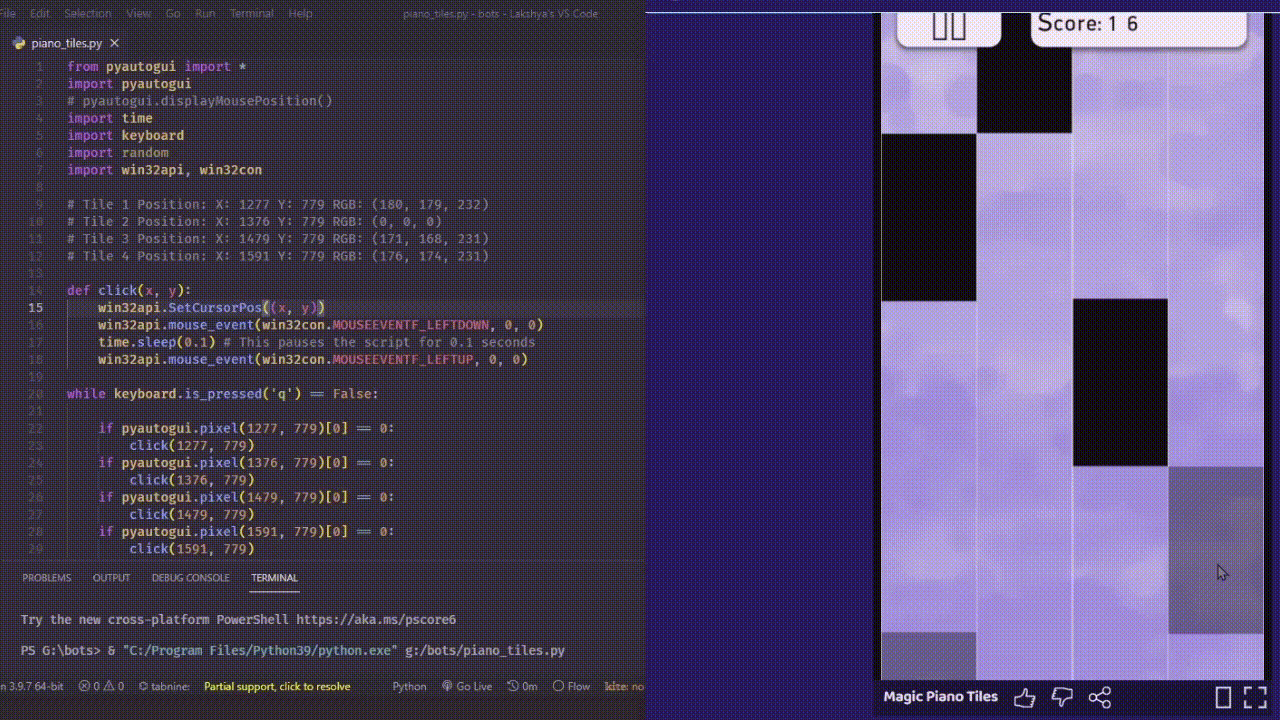 File Edit Selection View Go Run Terminal Help piano_tiles.py - bots - Lakshya's VS Code
piano_tiles.py
1 from pyautogui import *
2 import pyautogui
3 # pyautogui.displayMousePosition()
4 import time
5 import keyboard
6 import random
7 import win32api, win32con
8
9 # Tile 1 Position: X: 1277 Y: 779 RGB: (180, 179, 232)
10 # Tile 2 Position: X: 1376 Y: 779 RGB: (0, 0, 0)
11 # Tile 3 Position: X: 1479 Y: 779 RGB: (171, 168, 231)
12 # Tile 4 Position: X: 1591 Y: 779 RGB: (176, 174, 231)
13
14 def click(x, y):
15 win32api.SetCursorPos((x, y))
16 win32api.mouse_event(win32con.MOUSEEVENTF_LEFTDOWN, 0, 0)
17 time.sleep(0.1) # This pauses the script for 0.1 seconds
18 win32api.mouse_event(win32con.MOUSEEVENTF_LEFTUP, 0, 0)
19
20 while keyboard.is_pressed('q') == False:
21
22 if pyautogui.pixel(1277, 779)[0] == 0:
23 click(1277, 779)
24 if pyautogui.pixel(1376, 779)[0] == 0:
25 click(1376, 779)
26 if pyautogui.pixel(1479, 779)[0] == 0:
27 click(1479, 779)
28 if pyautogui.pixel(1591, 779)[0] == 0:
29 click(1591, 779)
PROBLEMS OUTPUT DEBUG CONSOLE TERMINAL
Try the new cross-platform PowerShell https://aka.ms/pscore6
PS G:\bots> & "C:/Program Files/Python39/python.exe" g:/bots/piano_tiles.py
n 3.9.7 64-bit 0 0 tabnine: Partial support, click to resolve Python Go Live 0m Flow kite: no
Score: 1 6
Magic Piano Tiles